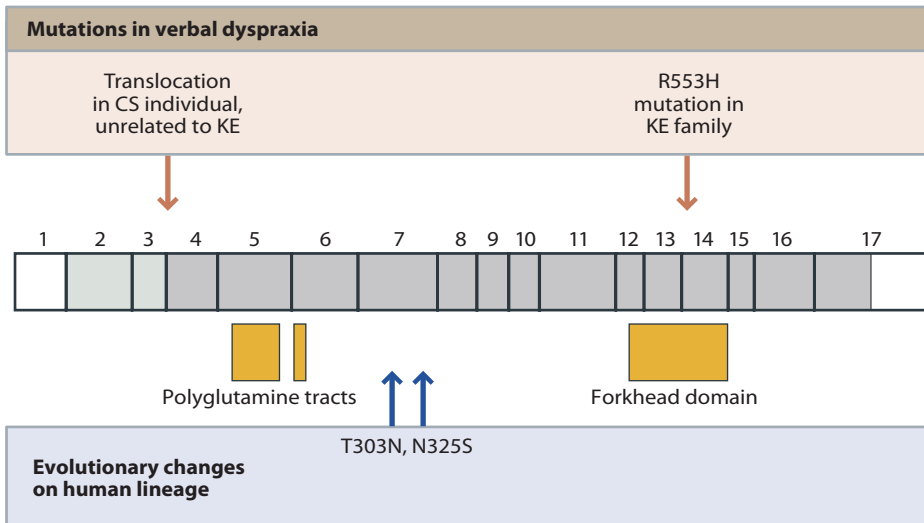 Mutations in verbal dyspraxia
Translocation
in CS individual,
unrelated to KE
R553H
mutation in
KE family
1 2 3 4 5 6 7 8 9 10 11 12 13 14 15 16 17
Polyglutamine tracts
Forkhead domain
T303N, N325S
Evolutionary changes
on human lineage